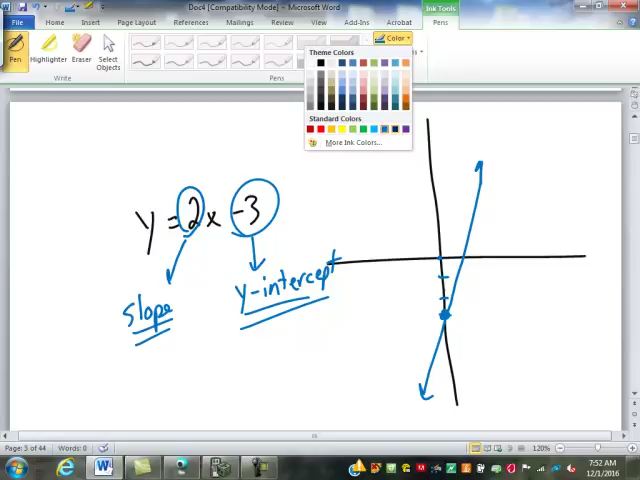 Doc4 [Compatibility Mode] - Microsoft Word
Ink Tools
File
Home
Insert
Page Layout
References
Mailings
Review
View
Add-Ins
Acrobat
Pens
Pen
Highlighter
Eraser
Select
Objects
Write
Pens
Color
Theme Colors
Standard Colors
More Ink Colors...
y = 2x -3
slope
y-intercept
Page: 3 of 44
Words: 0
120%
7:52 AM
12/1/2016